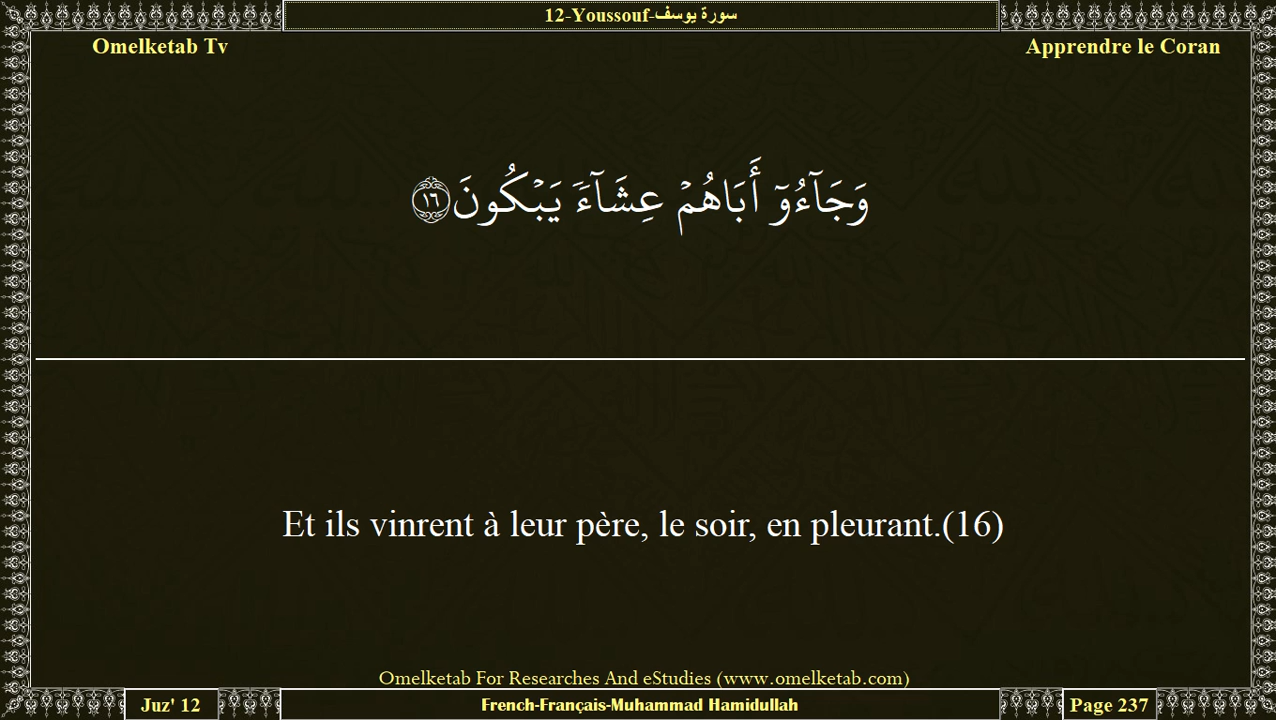 12-Youssouf-سورة يوسف
Omelketab Tv
Apprendre le Coran
وَجَآءُوٓ أَبَاهُمۡ عِشَآءٗ يَبۡكُونَ ١٦
Et ils vinrent à leur père, le soir, en pleurant.(16)
Omelketab For Researches And eStudies (www.omelketab.com)
Juz' 12
French-Français-Muhammad Hamidullah
Page 237